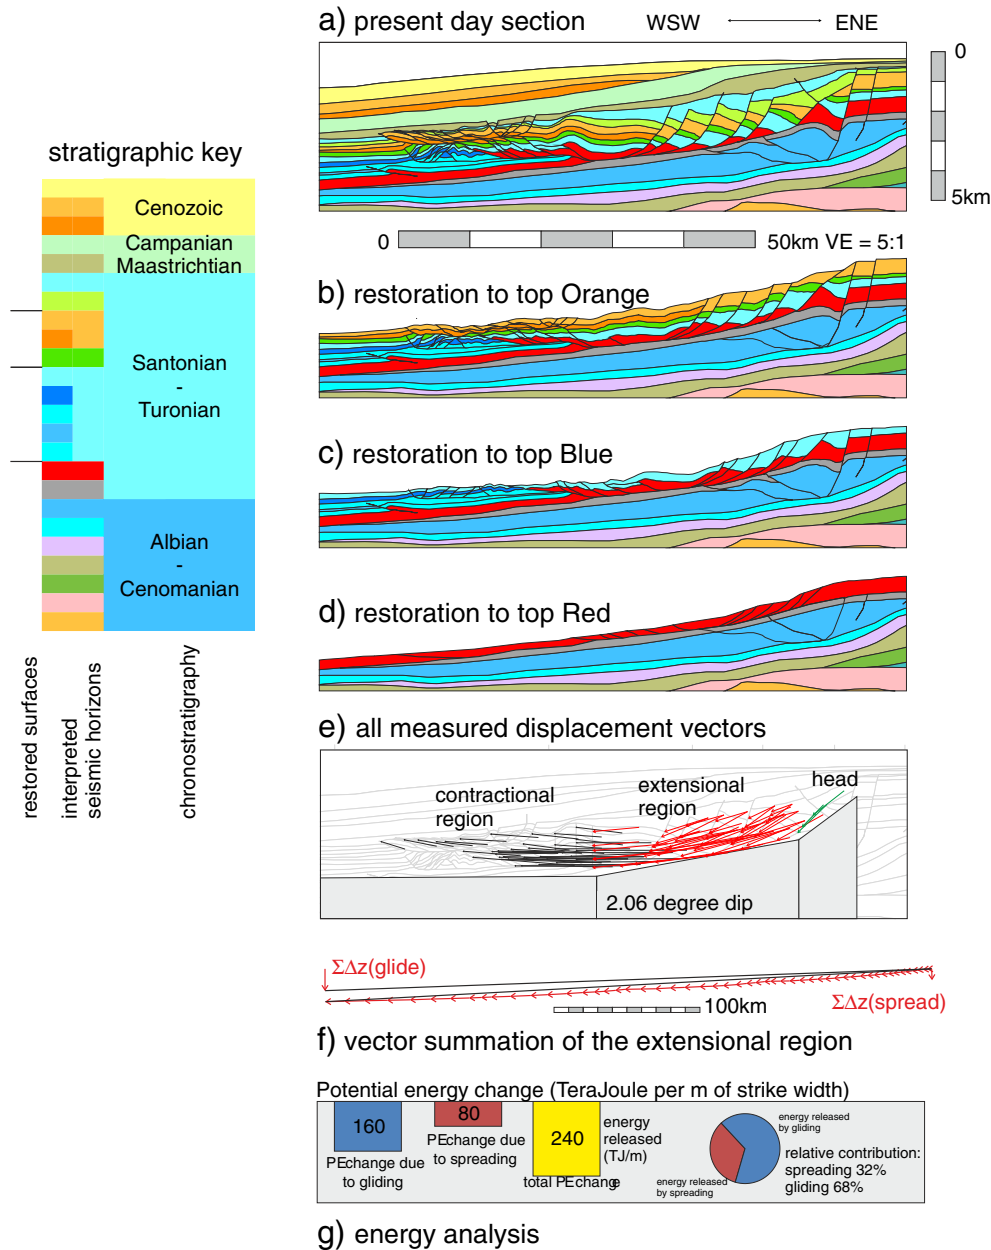 a) present day section
WSW
ENE
0
5km
stratigraphic key
Cenozoic
Campanian
Maastrichtian
Santonian
-
Turonian
Albian
-
Cenomanian
restored surfaces
interpreted
seismic horizons
chronostratigraphy
0
50km VE = 5:1
b) restoration to top Orange
c) restoration to top Blue
d) restoration to top Red
e) all measured displacement vectors
contractional
region
extensional
region
head
2.06 degree dip
ΣΔz(glide)
ΣΔz(spread)
100km
f) vector summation of the extensional region
Potential energy change (TeraJoule per m of strike width)
160
PEchange due
to gliding
80
PEchange due
to spreading
240
total PEchange
energy
released
(TJ/m)
energy released
by gliding
energy released
by spreading
relative contribution:
spreading 32%
gliding 68%
g) energy analysis